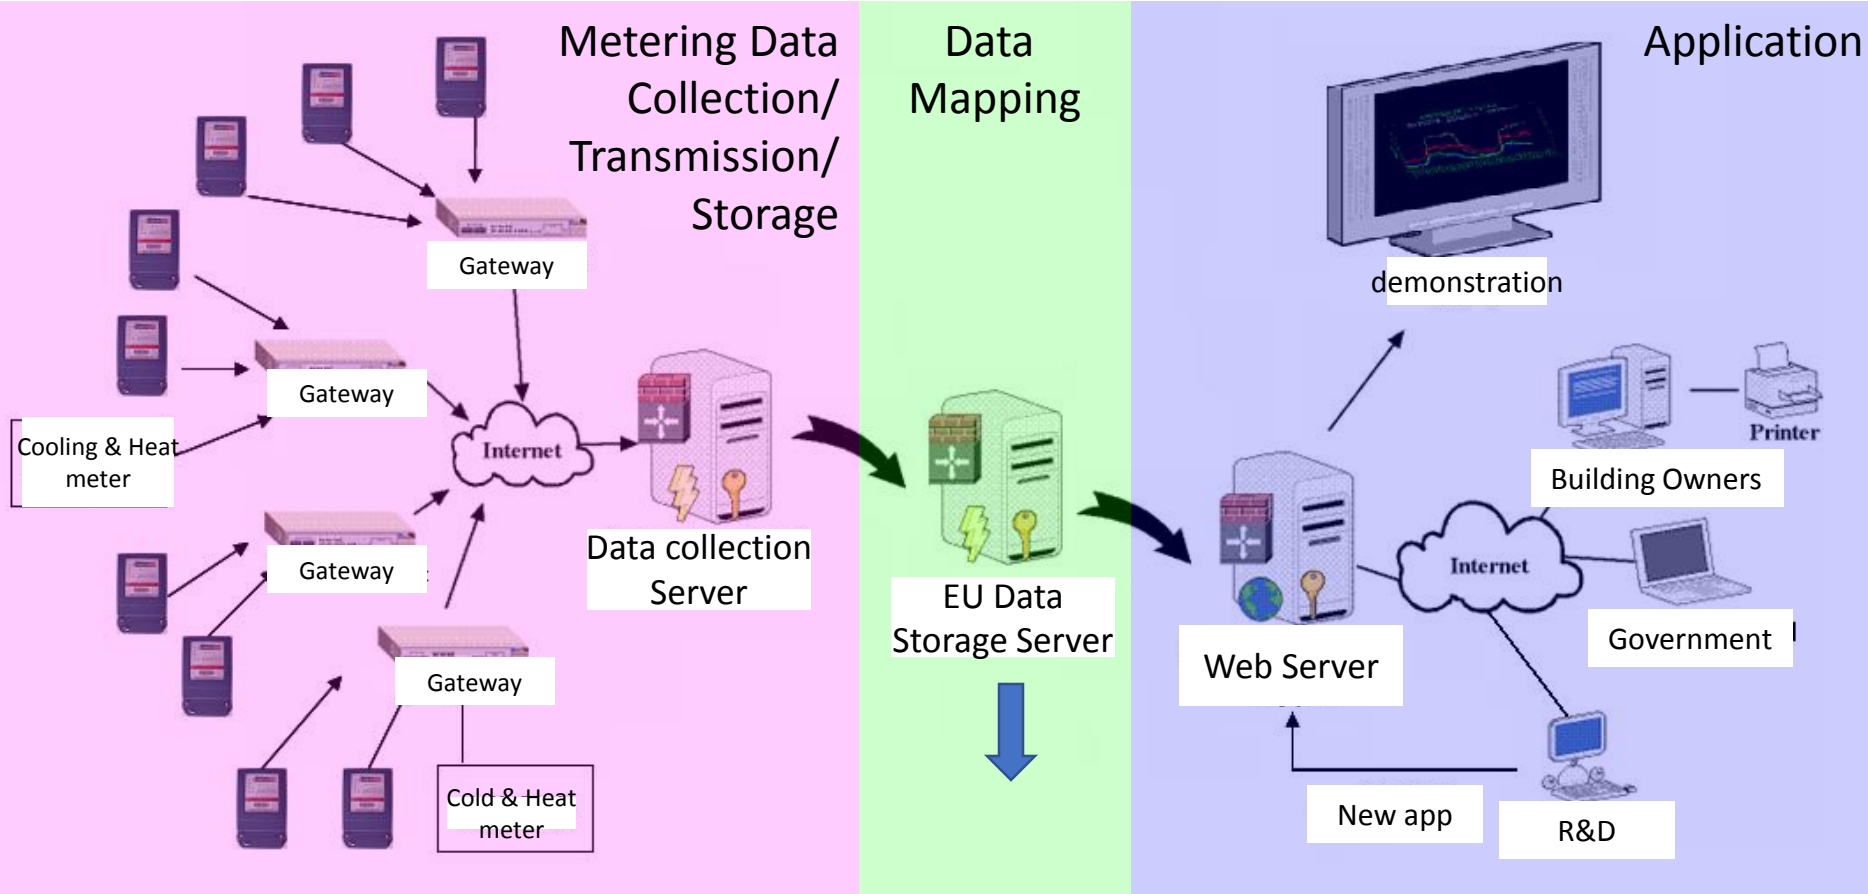 Metering Data
Collection/
Transmission/
Storage
Data
Mapping
Application
Gateway
Gateway
Cooling & Heat
meter
Gateway
Gateway
Cold & Heat
meter
Internet
Data collection
Server
EU Data
Storage Server
demonstration
Printer
Building Owners
Internet
Government
Web Server
New app
R&D